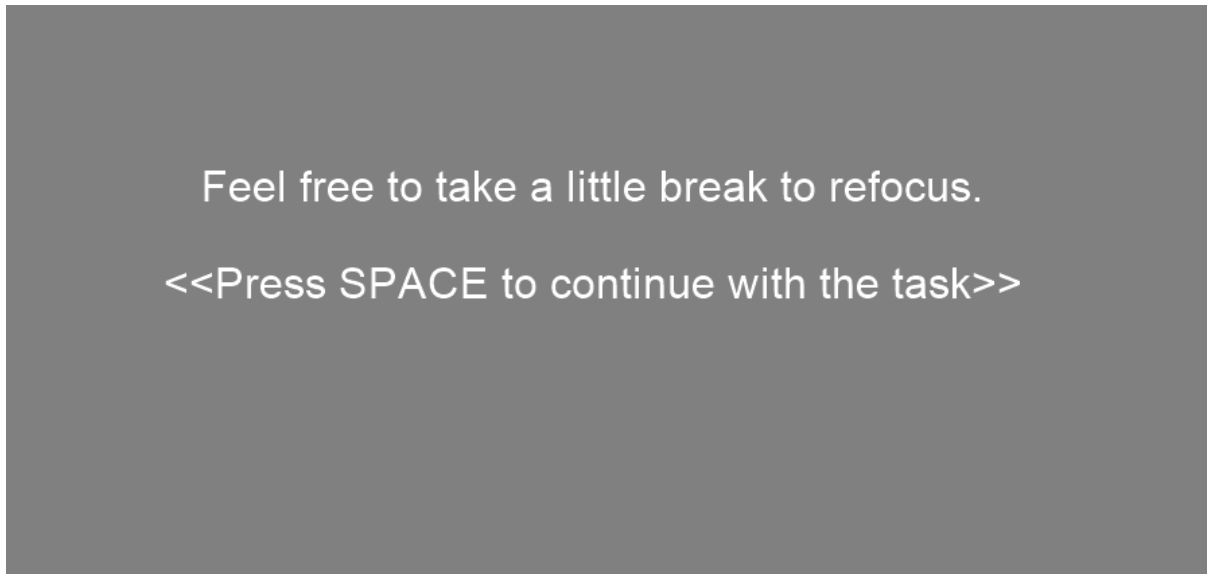 Feel free to take a little break to refocus.
<<Press SPACE to continue with the task>>